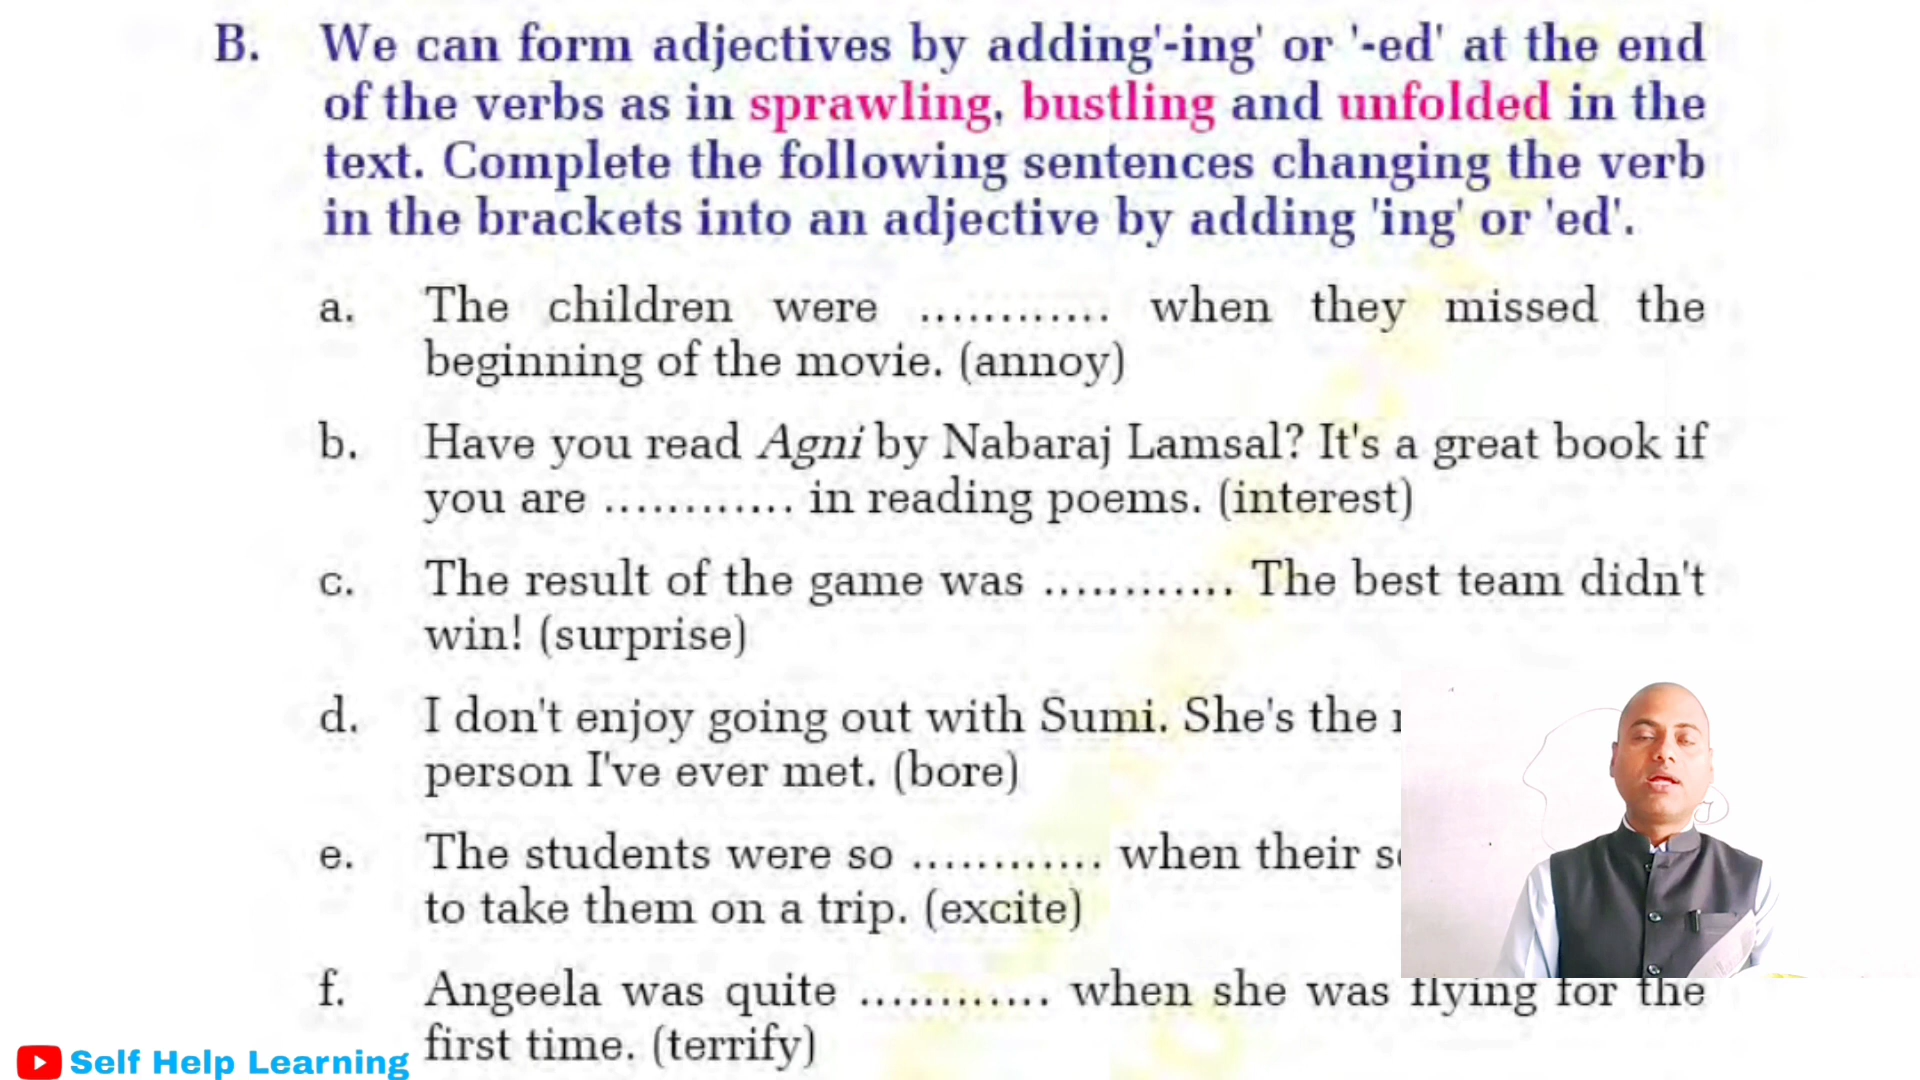 B. We can form adjectives by adding'-ing' or '-ed' at the end
of the verbs as in sprawling, bustling and unfolded in the
text. Complete the following sentences changing the verb
in the brackets into an adjective by adding 'ing' or 'ed'.
a. The children were ............ when they missed the
beginning of the movie. (annoy)
b. Have you read Agni by Nabaraj Lamsal? It's a great book if
you are ............ in reading poems. (interest)
c. The result of the game was ............ The best team didn't
win! (surprise)
d. I don't enjoy going out with Sumi. She's the
person I've ever met. (bore)
e. The students were so ............ when their
to take them on a trip. (excite)
f. Angeela was quite ............ when she was flying for the
first time. (terrify)
Self Help Learning